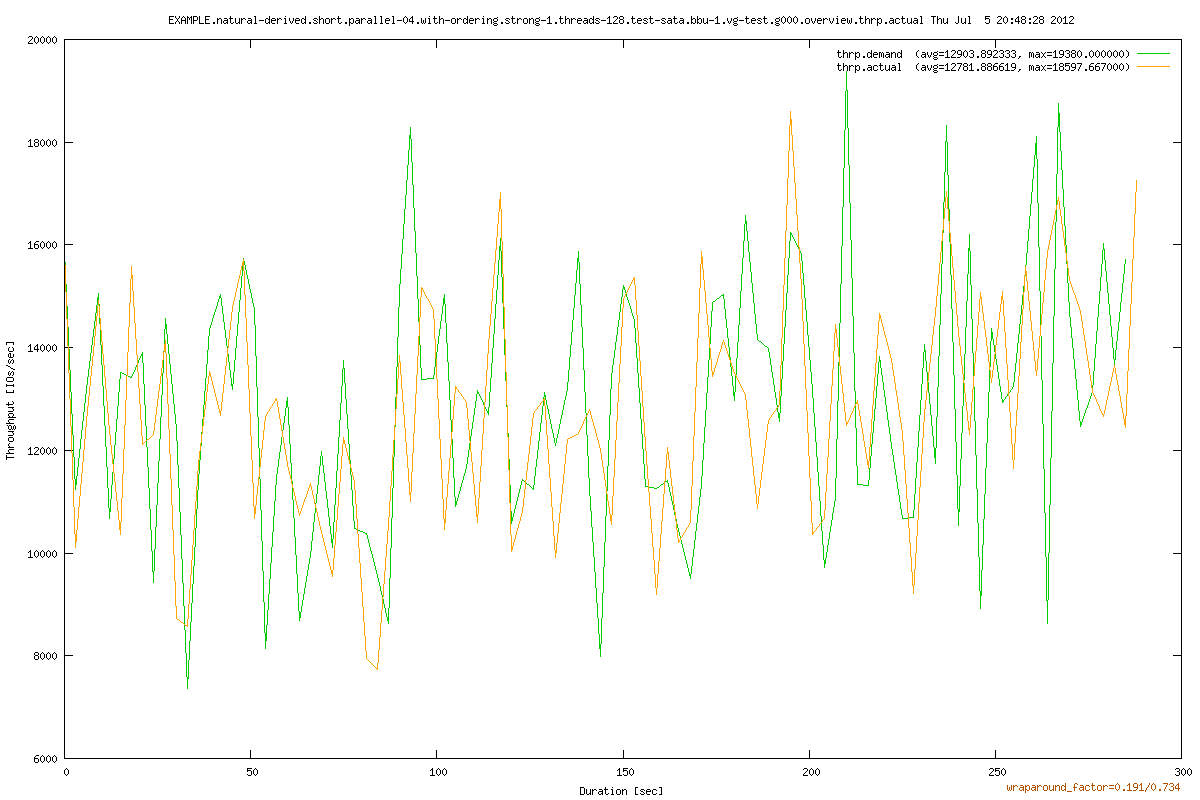 EXAMPLE.natural-derived.short.parallel-04.with-ordering.strong-1.threads-128.test-sata.bbu-1.vg-test.g000.overview.thrp.actual Thu Jul  5 20:48:28 2012
thrp.demand  (avg=12903.892333, max=19380.000000)
thrp.actual  (avg=12781.886619, max=18597.667000)
20000
18000
16000
14000
12000
10000
8000
6000
Throughput [IOs/sec]
0 50 100 150 200 250 300
Duration [sec]
wraparound_factor=0.191/0.734